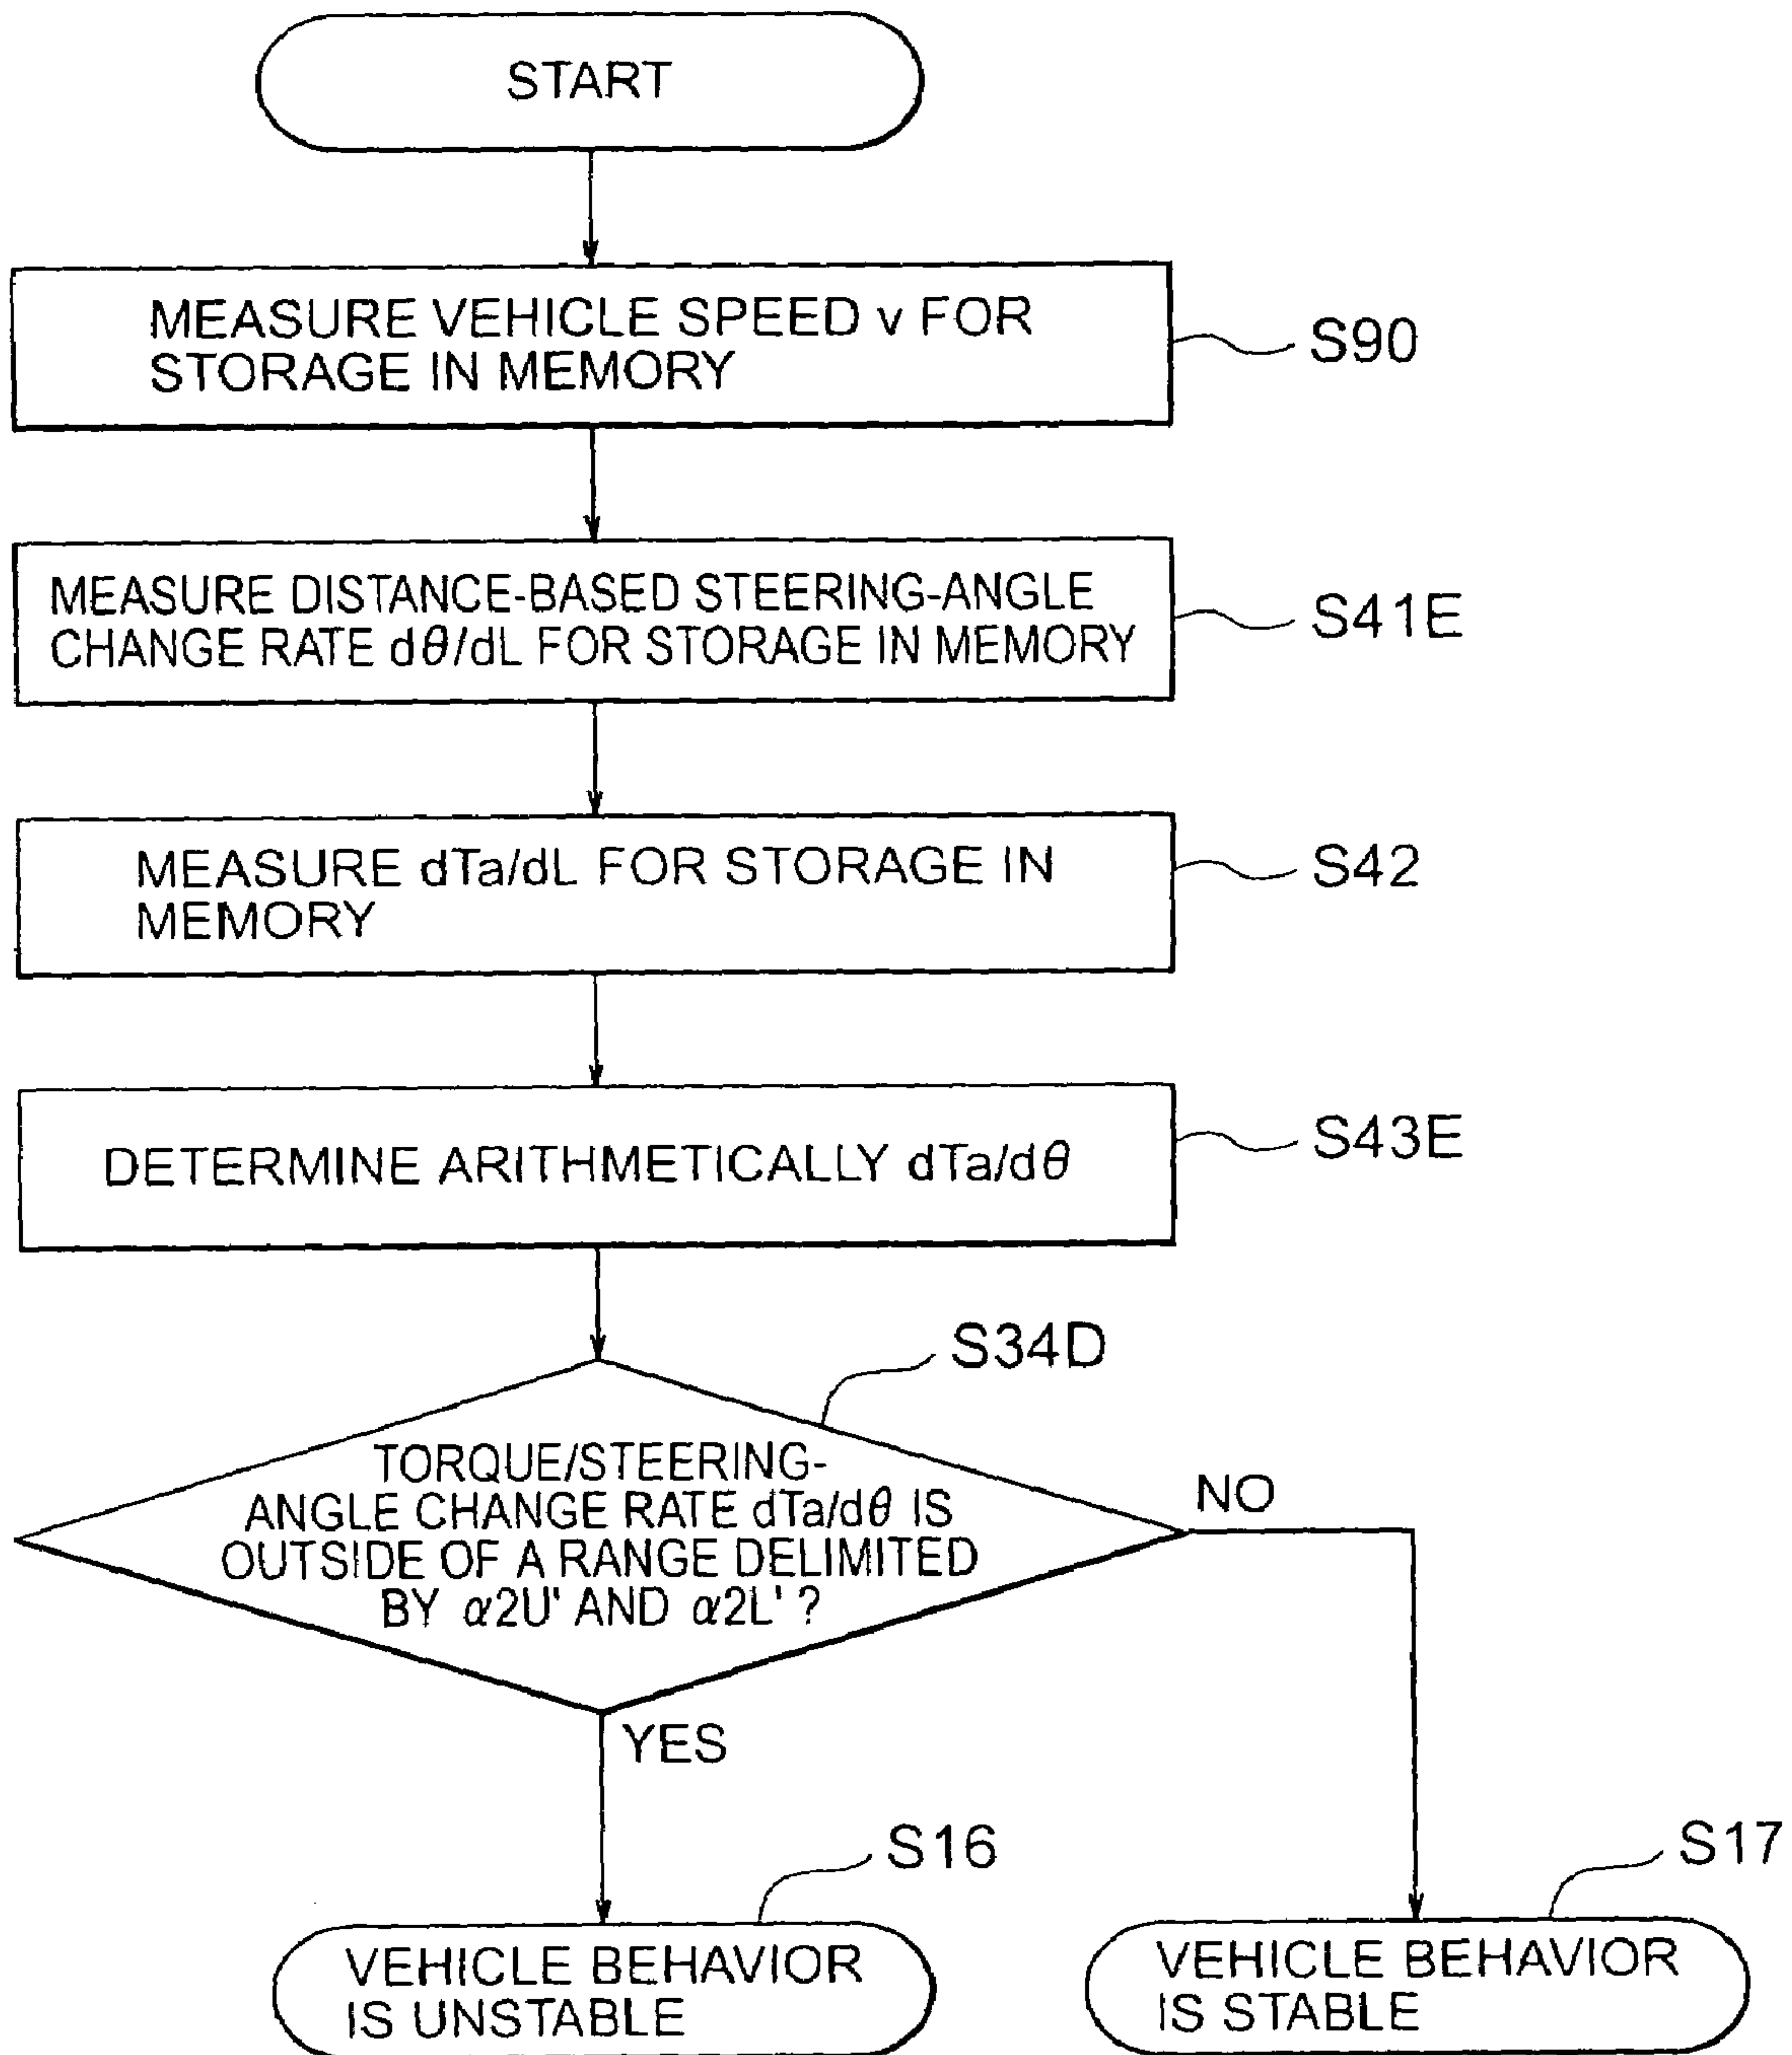 START
MEASURE VEHICLE SPEED v FOR
STORAGE IN MEMORY
S90
MEASURE DISTANCE-BASED STEERING-ANGLE
CHANGE RATE dθ/dL FOR STORAGE IN MEMORY
S41E
MEASURE dTa/dL FOR STORAGE IN
MEMORY
S42
DETERMINE ARITHMETICALLY dTa/dθ
S43E
S34D
TORQUE/STEERING-
ANGLE CHANGE RATE dTa/dθ IS
OUTSIDE OF A RANGE DELIMITED
BY α2U' AND α2L' ?
NO
YES
S16
VEHICLE BEHAVIOR
IS UNSTABLE
S17
VEHICLE BEHAVIOR
IS STABLE